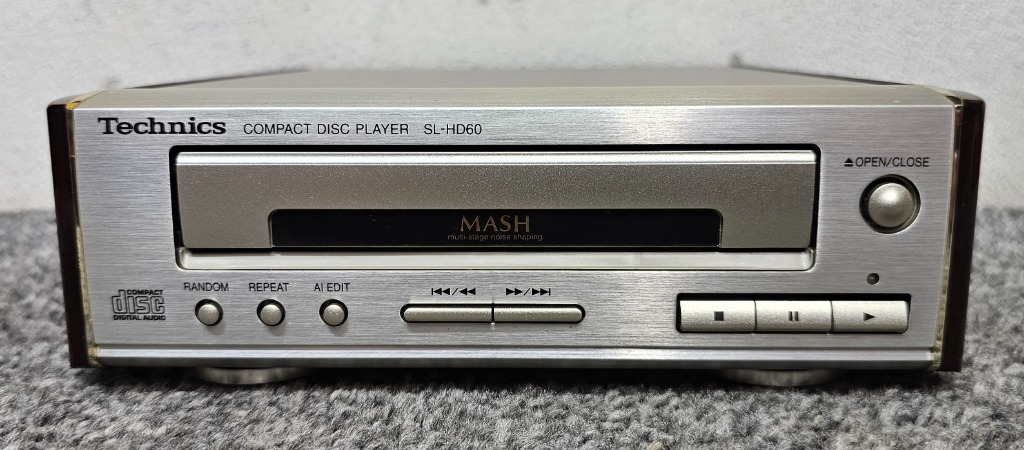 Technics COMPACT DISC PLAYER SL-HD60
⏏OPEN/CLOSE
MASH
multi-stage noise shaping
RANDOM REPEAT AI EDIT ⏮/⏪ ⏩/⏭
COMPACT
disc
DIGITAL AUDIO
■ ⏸ ▶